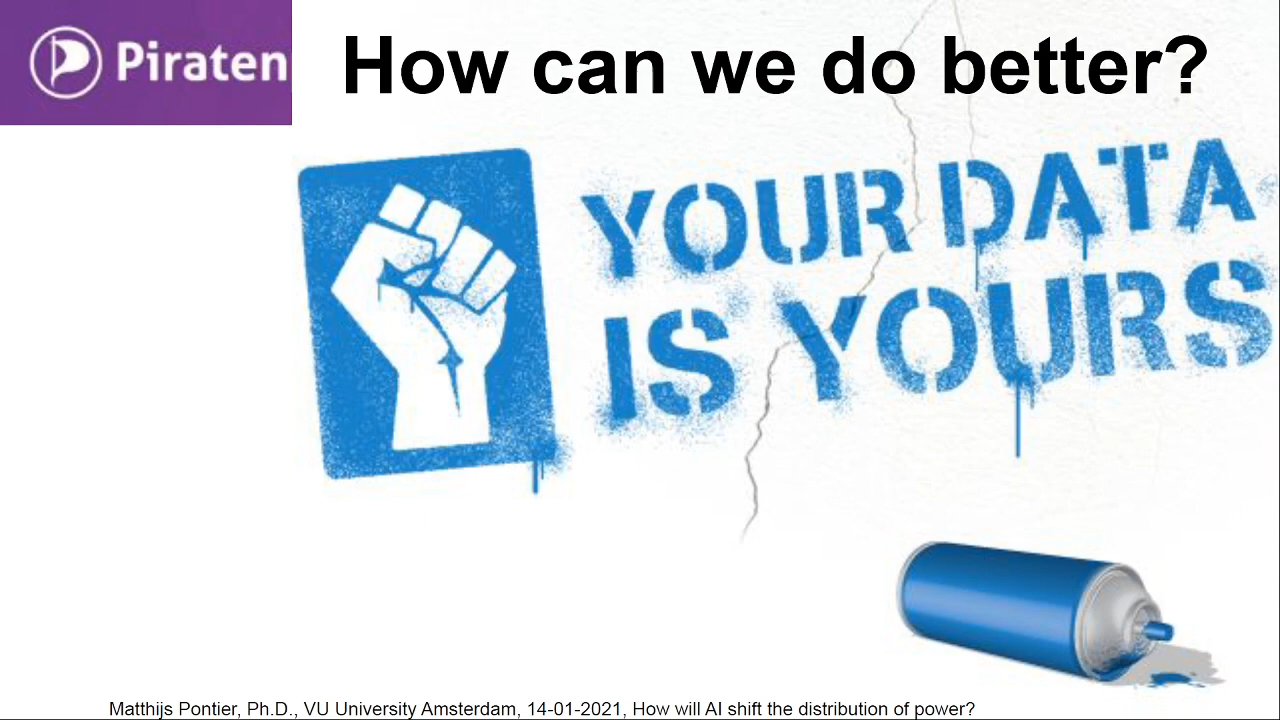 Piraten
How can we do better?
YOUR DATA
IS YOURS
Matthijs Pontier, Ph.D., VU University Amsterdam, 14-01-2021, How will AI shift the distribution of power?